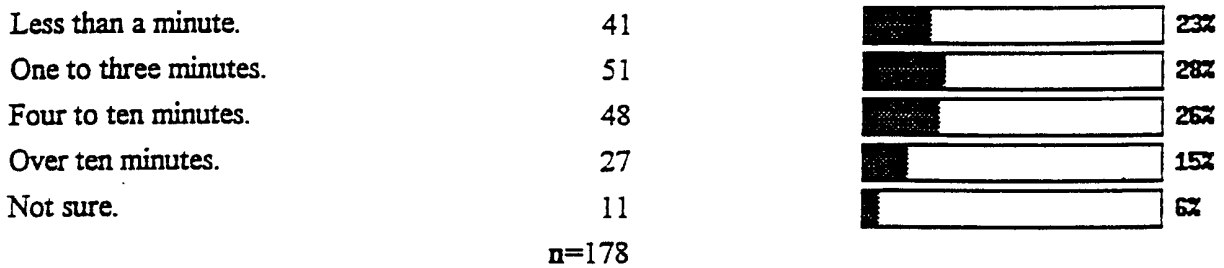 Less than a minute. 41 23%
One to three minutes. 51 28%
Four to ten minutes. 48 26%
Over ten minutes. 27 15%
Not sure. 11 6%
n=178